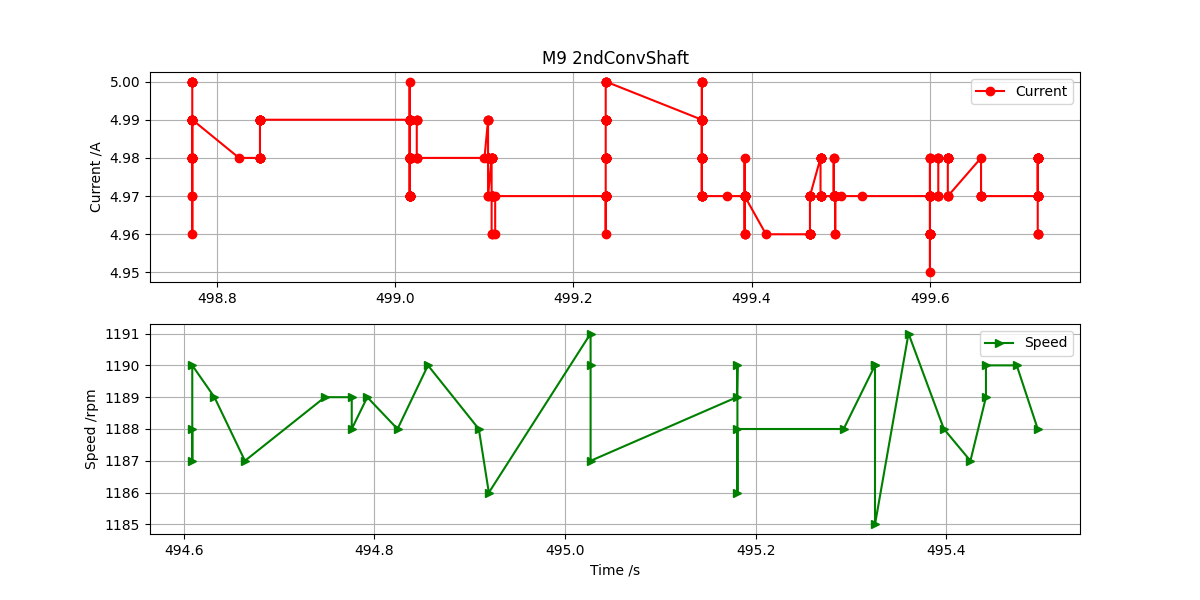 M9 2ndConvShaft
Current /A
5.00
4.99
4.98
4.97
4.96
4.95
Current
498.8 499.0 499.2 499.4 499.6
Speed /rpm
1191
1190
1189
1188
1187
1186
1185
Speed
494.6 494.8 495.0 495.2 495.4
Time /s